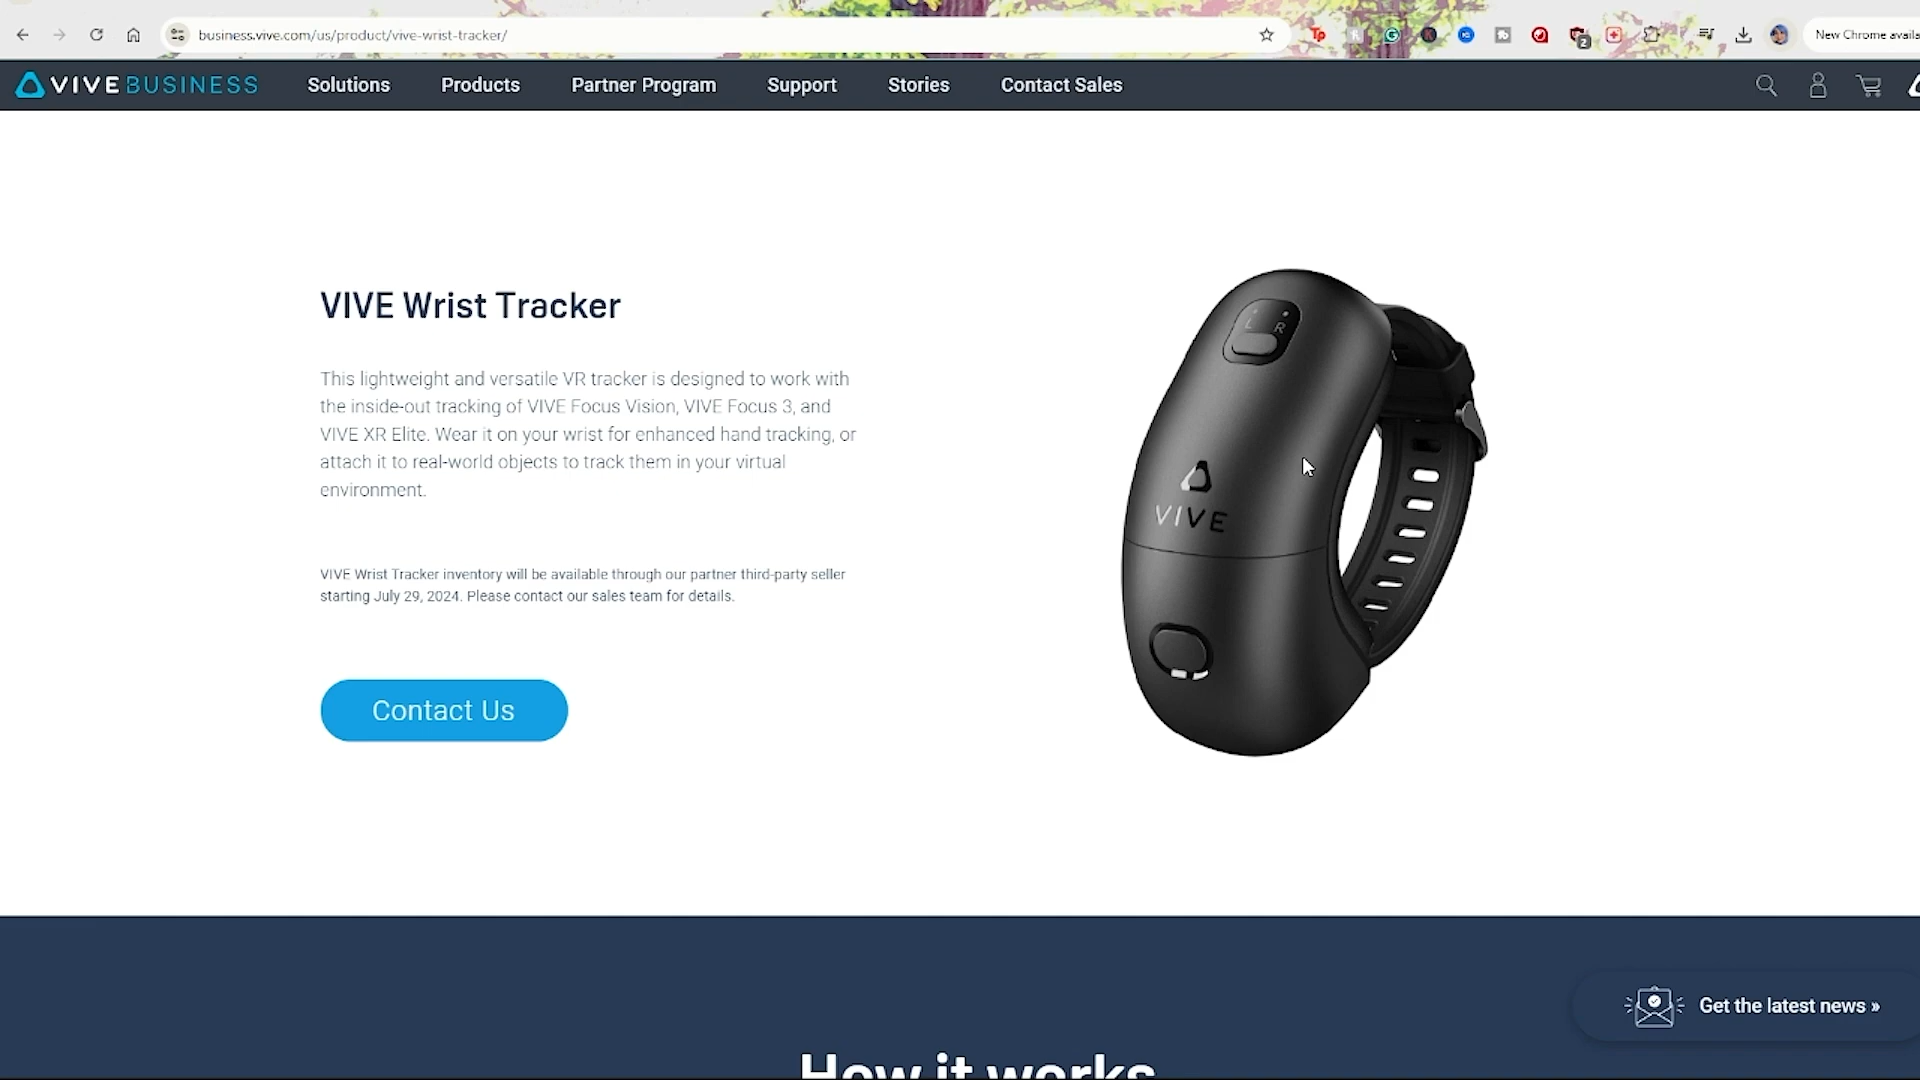 business.vive.com/us/product/vive-wrist-tracker/
2
VIVE BUSINESS
Solutions
Products
Partner Program
Support
Stories
Contact Sales
VIVE Wrist Tracker
This lightweight and versatile VR tracker is designed to work with
the inside-out tracking of VIVE Focus Vision, VIVE Focus 3, and
VIVE XR Elite. Wear it on your wrist for enhanced hand tracking, or
attach it to real-world objects to track them in your virtual
environment.
VIVE Wrist Tracker inventory will be available through our partner third-party seller
starting July 29, 2024. Please contact our sales team for details.
Contact Us
L R
VIVE
Get the latest news »
How it works